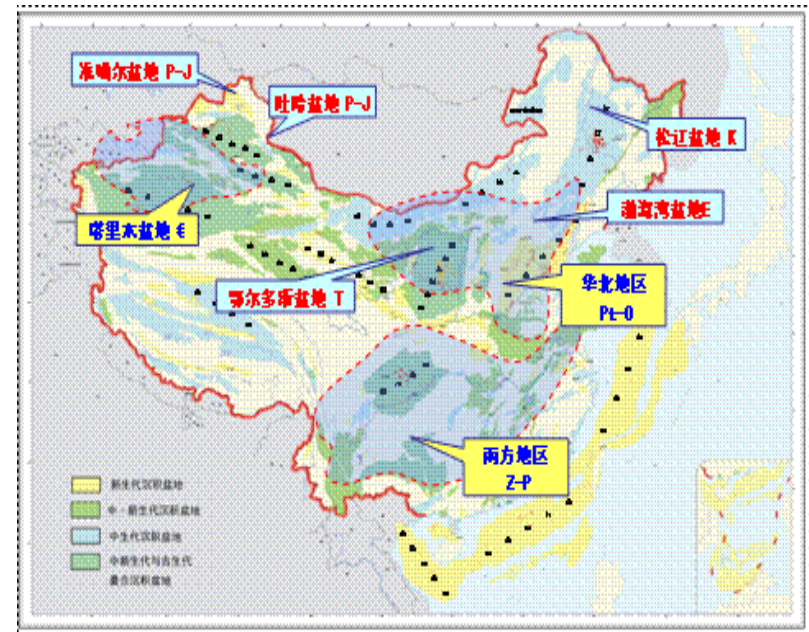 准噶尔盆地 P-J
吐哈盆地 P-J
松辽盆地 K
塔里木盆地 ∈
渤海湾盆地E
鄂尔多斯盆地 T
华北地区
Pt-O
南方地区
Z-P
新生代沉积盆地
中-新生代沉积盆地
中生代沉积盆地
中新生代与古生代
叠合沉积盆地